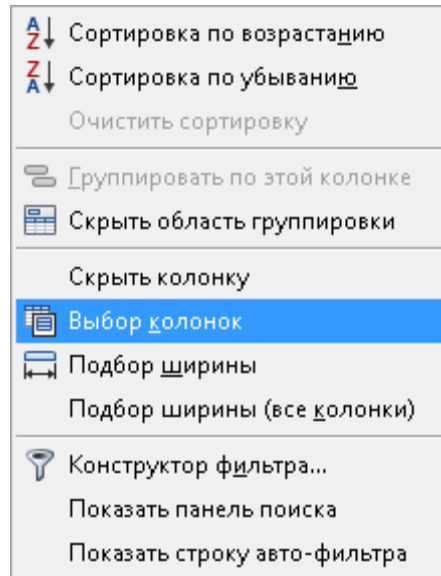 Сортировка по возрастанию
Сортировка по убыванию
Очистить сортировку
Группировать по этой колонке
Скрыть область группировки
Скрыть колонку
Выбор колонок
Подбор ширины
Подбор ширины (все колонки)
Конструктор фильтра...
Показать панель поиска
Показать строку авто-фильтра